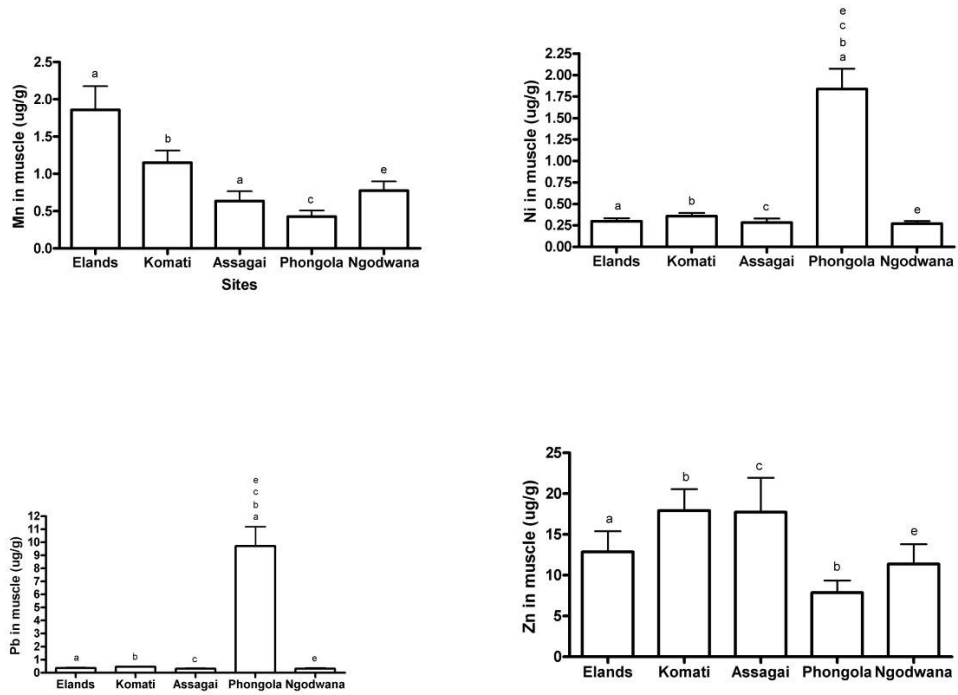 Mn in muscle (ug/g)
2.5
2.0
1.5
1.0
0.5
0.0
a
b
a
c
e
Elands Komati Assagai Phongola Ngodwana
Sites
Ni in muscle (ug/g)
2.25
2.00
1.75
1.50
1.25
1.00
0.75
0.50
0.25
0.00
a
b
c
e
c
b
a
e
Elands Komati Assagai Phongola Ngodwana
Pb in muscle (ug/g)
12
11
10
9
8
7
6
5
4
3
2
1
0
a
b
c
e
c
b
a
e
Elands Komati Assagai Phongola Ngodwana
Zn in muscle (ug/g)
25
20
15
10
5
0
a
b
c
b
e
Elands Komati Assagai Phongola Ngodwana